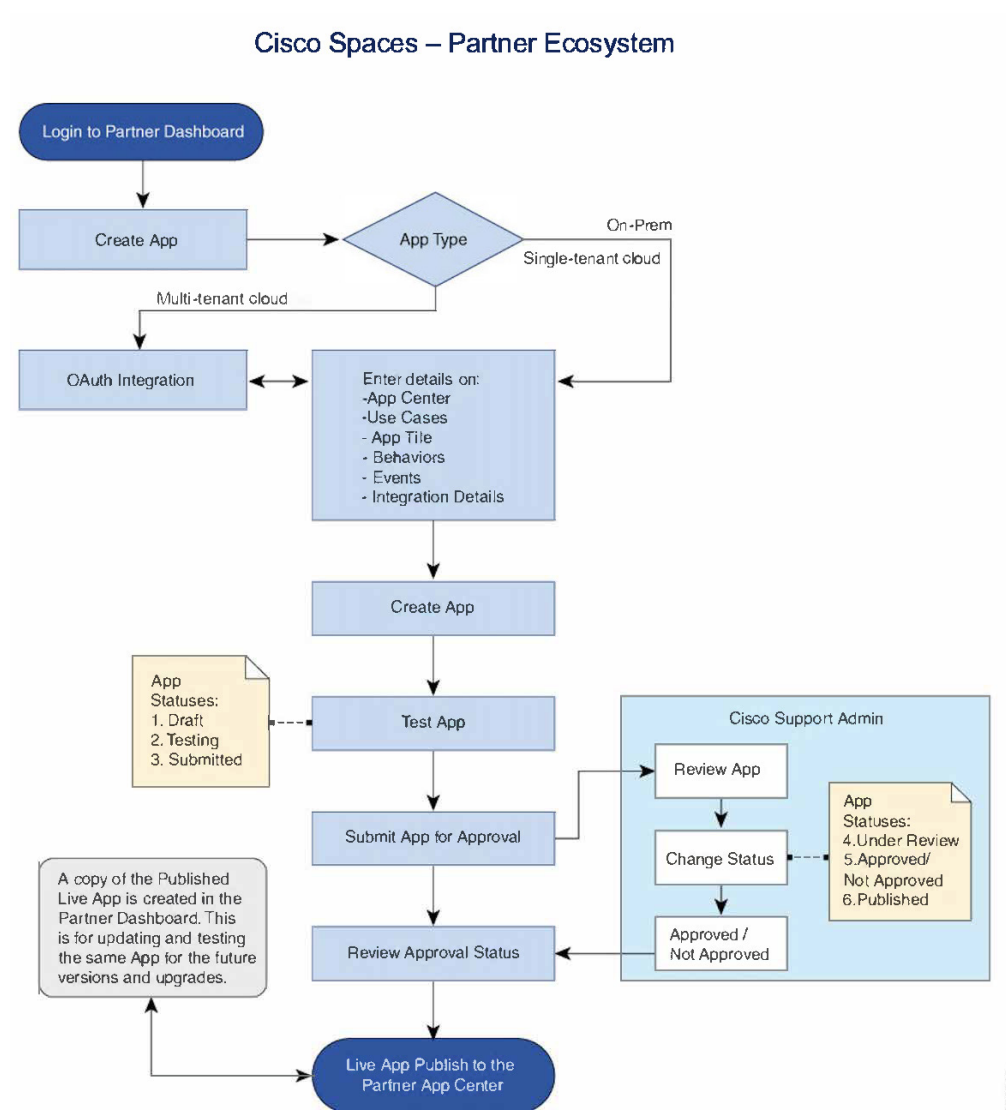 Cisco Spaces – Partner Ecosystem
Login to Partner Dashboard
Create App
App Type
On-Prem
Single-tenant cloud
Multi-tenant cloud
OAuth Integration
Enter details on:
-App Center
-Use Cases
- App Tile
- Behaviors
- Events
- Integration Details
Create App
App
Statuses:
1. Draft
2. Testing
3. Submitted
Test App
Cisco Support Admin
Review App
Submit App for Approval
Change Status
App
Statuses:
4.Under Review
5.Approved/
Not Approved
6.Published
Approved /
Not Approved
Review Approval Status
A copy of the Published
Live App is created in the
Partner Dashboard. This
is for updating and testing
the same App for the future
versions and upgrades.
Live App Publish to the
Partner App Center